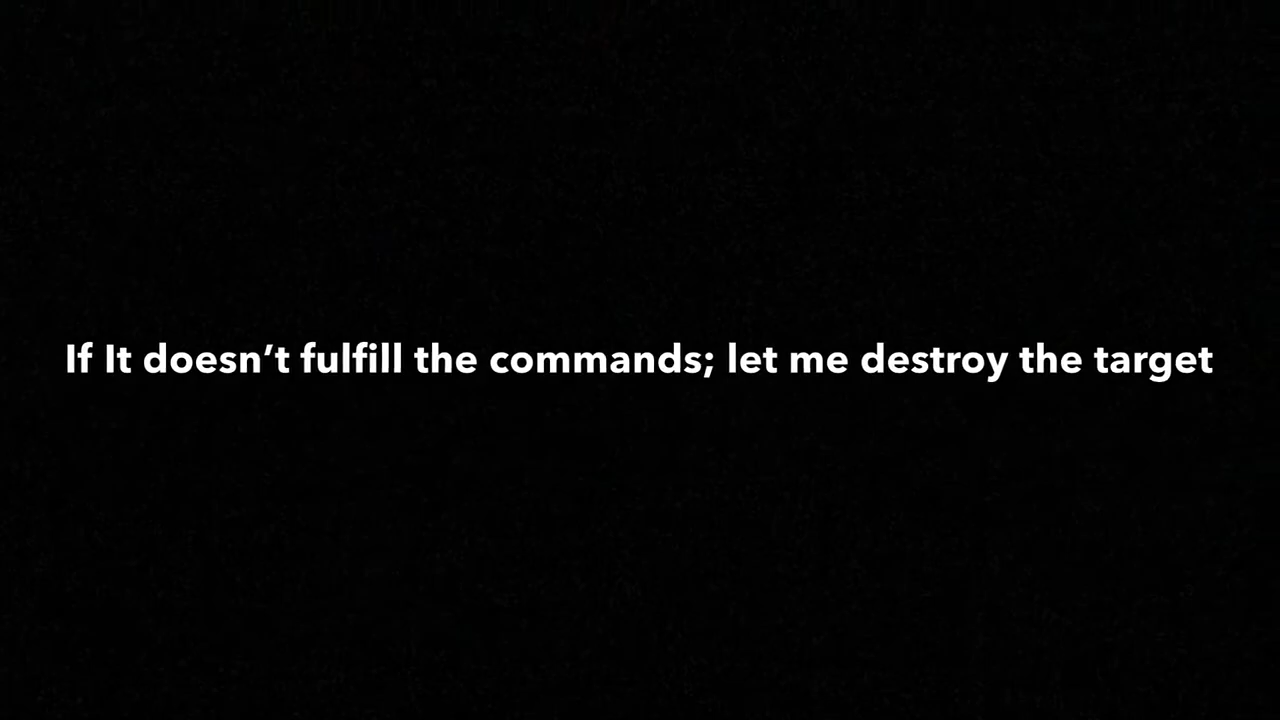 If It doesn’t fulfill the commands; let me destroy the target